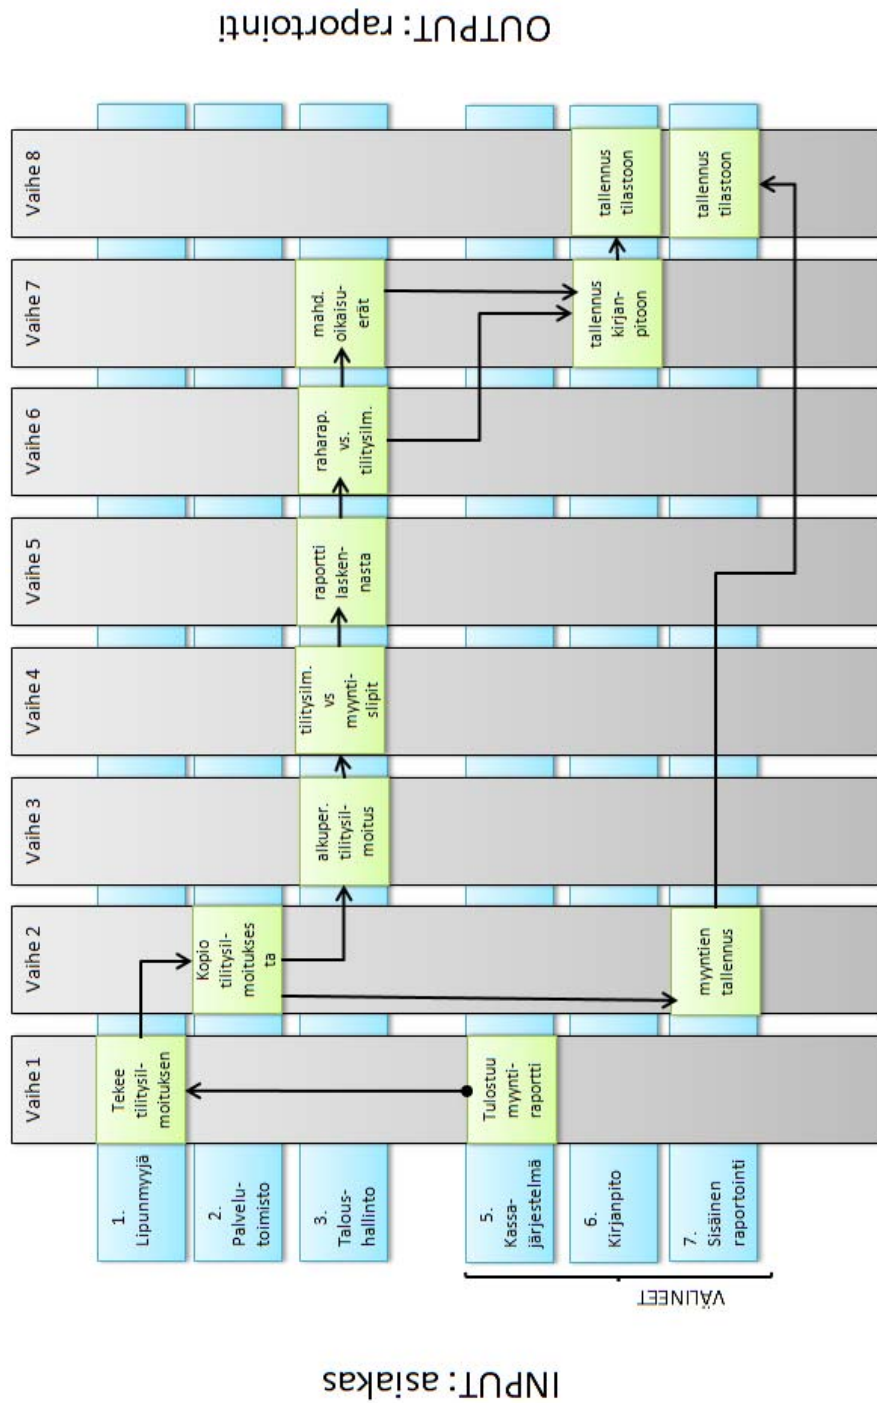 INPUT: asiakas
OUTPUT: raportointi
VÄLINEET
Vaihe 1
Vaihe 2
Vaihe 3
Vaihe 4
Vaihe 5
Vaihe 6
Vaihe 7
Vaihe 8
1.
Lipunmyyjä
Tekee
tilitysil-
moituksen
2.
Palvelu-
toimisto
Kopio
tilitysil-
moitukses
ta
3.
Talous-
hallinto
alkuper.
tilitysil-
moitus
tilitysilm.
vs
myynti-
slipit
raportti
lasken-
nasta
raharap.
vs.
tilitysilm.
mahd.
oikaisu-
erät
5.
Kassa-
järjestelmä
Tulostuu
myynti-
raportti
6.
Kirjanpito
tallennus
kirjan-
pitoon
tallennus
tilastoon
7.
Sisäinen
raportointi
myyntien
tallennus
tallennus
tilastoon